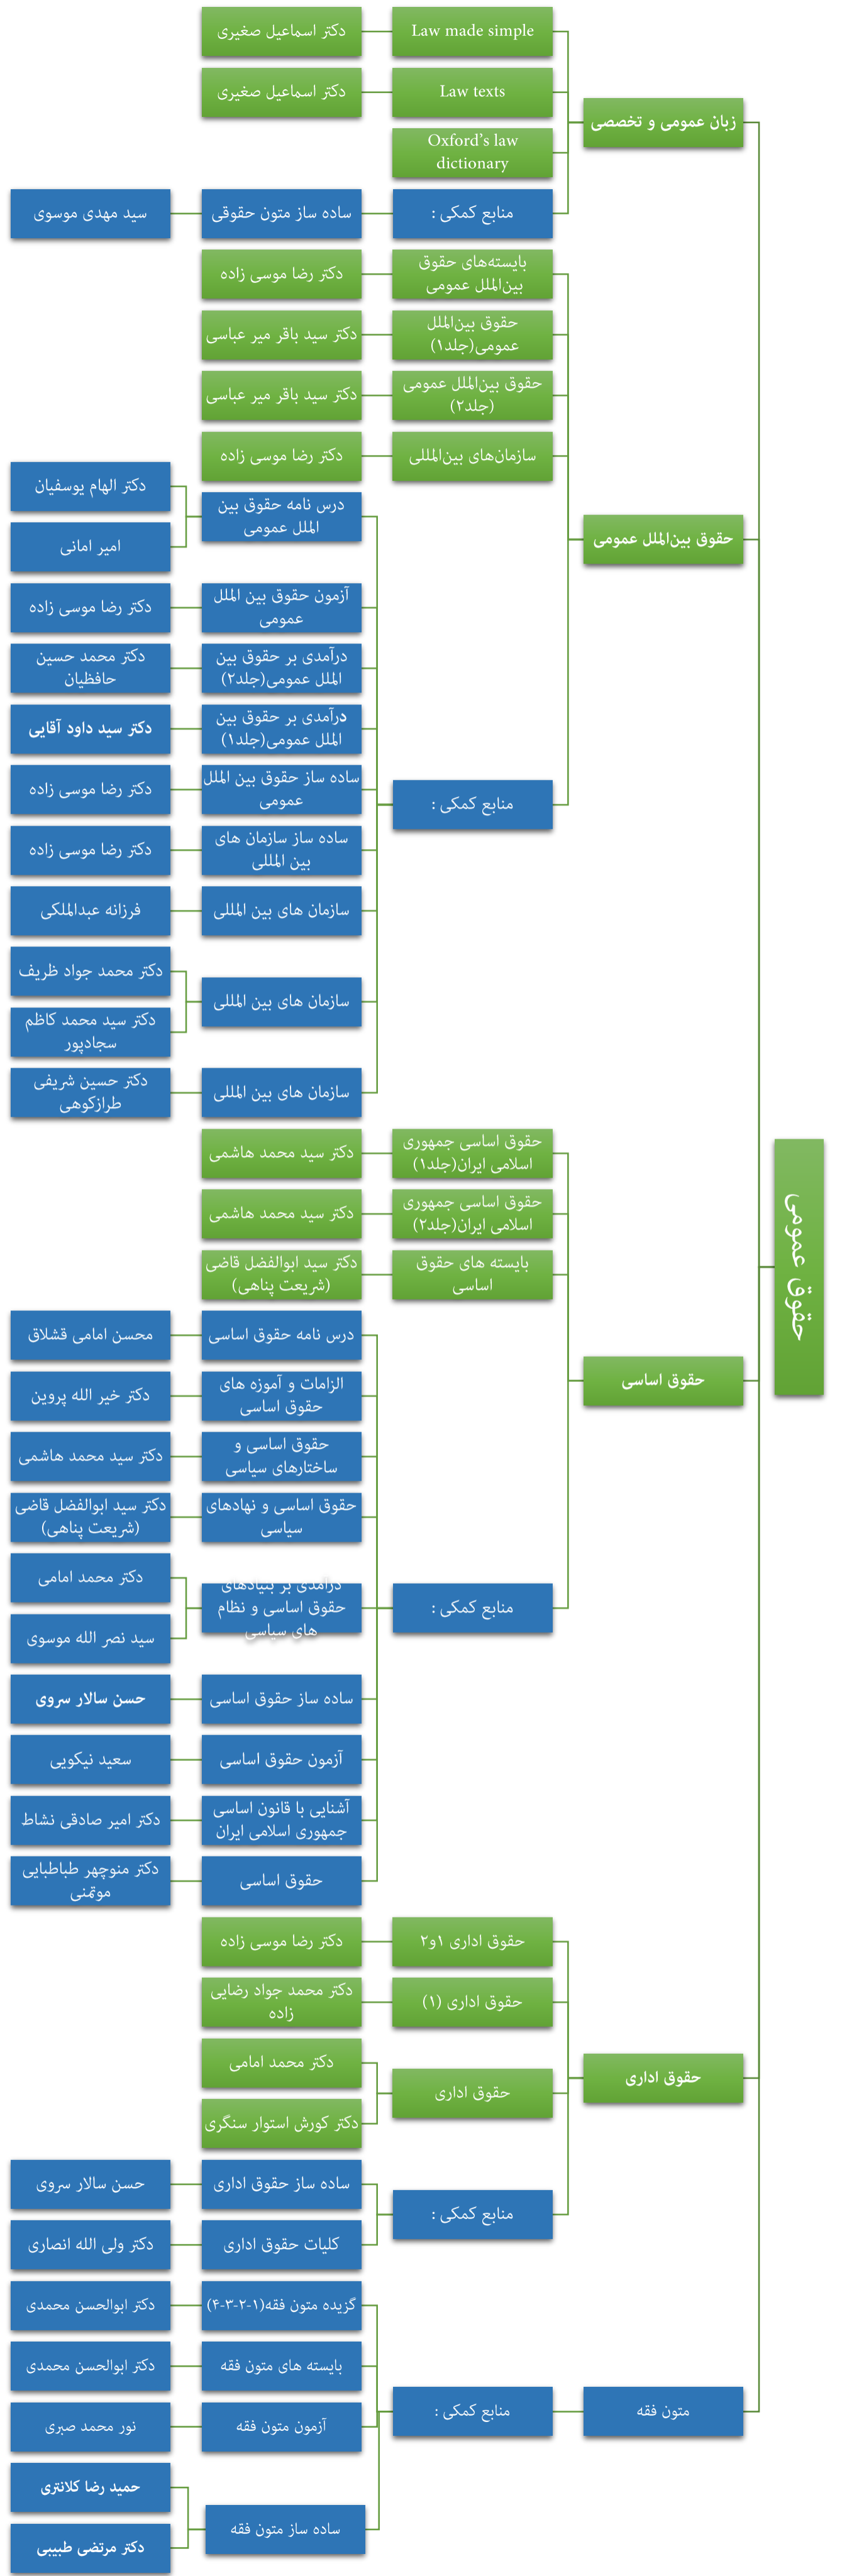 حقوق عمومی
زبان عمومی و تخصصی
Law made simple
دکتر اسماعیل صغیری
Law texts
دکتر اسماعیل صغیری
Oxford's law
dictionary
منابع کمکی :
ساده ساز متون حقوقی
سید مهدی موسوی
حقوق بین‌الملل عمومی
بایسته‌های حقوق
بین‌الملل عمومی
دکتر رضا موسی زاده
حقوق بین‌الملل
عمومی(جلد۱)
دکتر سید باقر میر عباسی
حقوق بین‌الملل عمومی
(جلد۲)
دکتر سید باقر میر عباسی
سازمان‌های بین‌المللی
دکتر رضا موسی زاده
منابع کمکی :
درس نامه حقوق بین
الملل عمومی
دکتر الهام یوسفیان
امیر امانی
آزمون حقوق بین الملل
عمومی
دکتر رضا موسی زاده
درآمدی بر حقوق بین
الملل عمومی(جلد۲)
دکتر محمد حسین
حافظیان
درآمدی بر حقوق بین
الملل عمومی(جلد۱)
دکتر سید داود آقایی
ساده ساز حقوق بین الملل
عمومی
دکتر رضا موسی زاده
ساده ساز سازمان های
بین المللی
دکتر رضا موسی زاده
سازمان های بین المللی
فرزانه عبدالملکی
سازمان های بین المللی
دکتر محمد جواد ظریف
دکتر سید محمد کاظم
سجادپور
سازمان های بین المللی
دکتر حسین شریفی
طرازکوهی
حقوق اساسی
حقوق اساسی جمهوری
اسلامی ایران(جلد۱)
دکتر سید محمد هاشمی
حقوق اساسی جمهوری
اسلامی ایران(جلد۲)
دکتر سید محمد هاشمی
بایسته های حقوق
اساسی
دکتر سید ابوالفضل قاضی
(شریعت پناهی)
منابع کمکی :
درس نامه حقوق اساسی
محسن امامی قشلاق
الزامات و آموزه های
حقوق اساسی
دکتر خیر الله پروین
حقوق اساسی و
ساختارهای سیاسی
دکتر سید محمد هاشمی
حقوق اساسی و نهادهای
سیاسی
دکتر سید ابوالفضل قاضی
(شریعت پناهی)
درآمدی بر بنیادهای
حقوق اساسی و نظام
های سیاسی
دکتر محمد امامی
سید نصر الله موسوی
ساده ساز حقوق اساسی
حسن سالار سروی
آزمون حقوق اساسی
سعید نیکویی
آشنایی با قانون اساسی
جمهوری اسلامی ایران
دکتر امیر صادقی نشاط
حقوق اساسی
دکتر منوچهر طباطبایی
موتمنی
حقوق اداری
حقوق اداری ۱و۲
دکتر رضا موسی زاده
حقوق اداری (۱)
دکتر محمد جواد رضایی
زاده
حقوق اداری
دکتر محمد امامی
دکتر کورش استوار سنگری
منابع کمکی :
ساده ساز حقوق اداری
حسن سالار سروی
کلیات حقوق اداری
دکتر ولی الله انصاری
متون فقه
منابع کمکی :
گزیده متون فقه(۱-۲-۳-۴)
دکتر ابوالحسن محمدی
بایسته های متون فقه
دکتر ابوالحسن محمدی
آزمون متون فقه
نور محمد صبری
ساده ساز متون فقه
حمید رضا کلانتری
دکتر مرتضی طبیبی